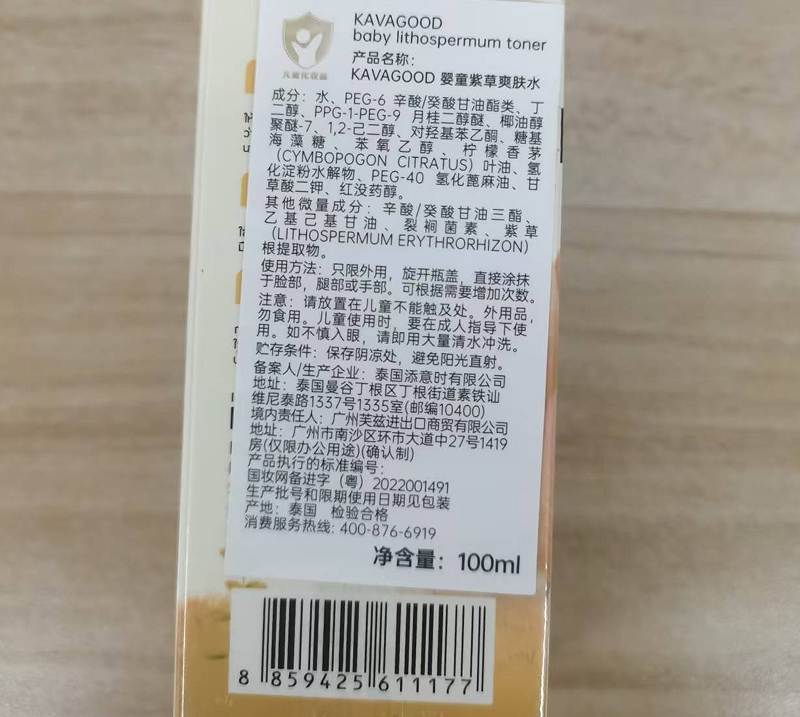 儿童化妆品
KAVAGOOD
baby lithospermum toner
产品名称：
KAVAGOOD 婴童紫草爽肤水
成分：水、PEG-6 辛酸/癸酸甘油酯类、丁
二醇、PPG-1-PEG-9 月桂二醇醚、椰油醇
聚醚-7、1,2-己二醇、对羟基苯乙酮、糖基
海藻糖、苯氧乙醇、柠檬香茅
（CYMBOPOGON CITRATUS）叶油、氢
化淀粉水解物、PEG-40 氢化蓖麻油、甘
草酸二钾、红没药醇。
其他微量成分：辛酸/癸酸甘油三酯、
乙基己基甘油、裂裥菌素、紫草
（LITHOSPERMUM ERYTHRORHIZON）
根提取物。
使用方法：只限外用，旋开瓶盖，直接涂抹
于脸部，腿部或手部。可根据需要增加次数。
注意：请放置在儿童不能触及处。外用品，
勿食用。儿童使用时，要在成人指导下使
用。如不慎入眼，请即用大量清水冲洗。
贮存条件：保存阴凉处，避免阳光直射。
备案人/生产企业：泰国添意时有限公司
地址：泰国曼谷丁根区丁根街道素铁讪
维尼泰路1337号1335室(邮编10400)
境内责任人：广州芙兹进出口商贸有限公司
地址：广州市南沙区环市大道中27号1419
房(仅限办公用途)(确认制)
产品执行的标准编号：
国妆网备进字（粤）2022001491
生产批号和限期使用日期见包装
产地：泰国 检验合格
消费服务热线: 400-876-6919
净含量：100ml
8 859425 611177